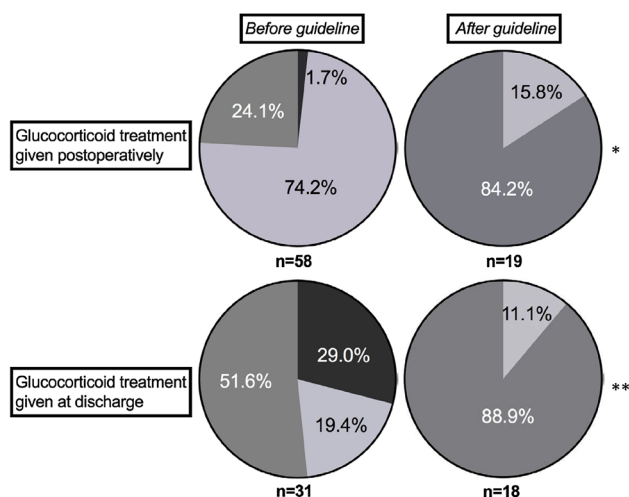 Before guideline
After guideline
Glucocorticoid treatment
given postoperatively
1.7%
24.1%
74.2%
15.8%
84.2%
*
n=58
n=19
Glucocorticoid treatment
given at discharge
29.0%
51.6%
19.4%
11.1%
88.9%
**
n=31
n=18